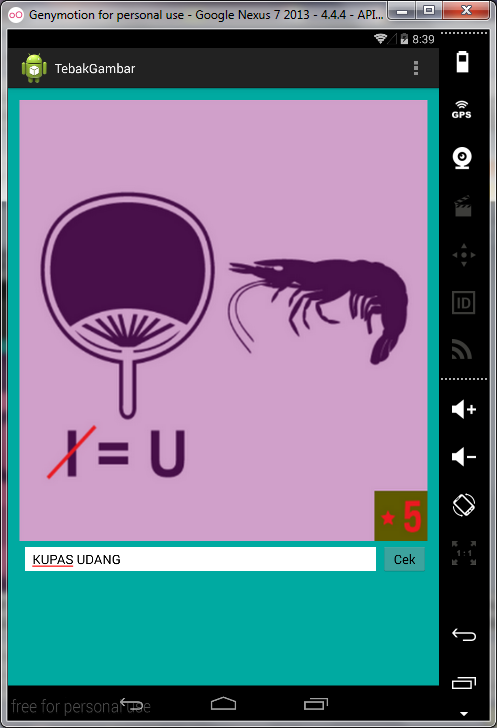 Genymotion for personal use - Google Nexus 7 2013 - 4.4.4 - API...
8:39
TebakGambar
GPS
ID
I = U
5
KUPAS UDANG
Cek
1:1
free for personal use